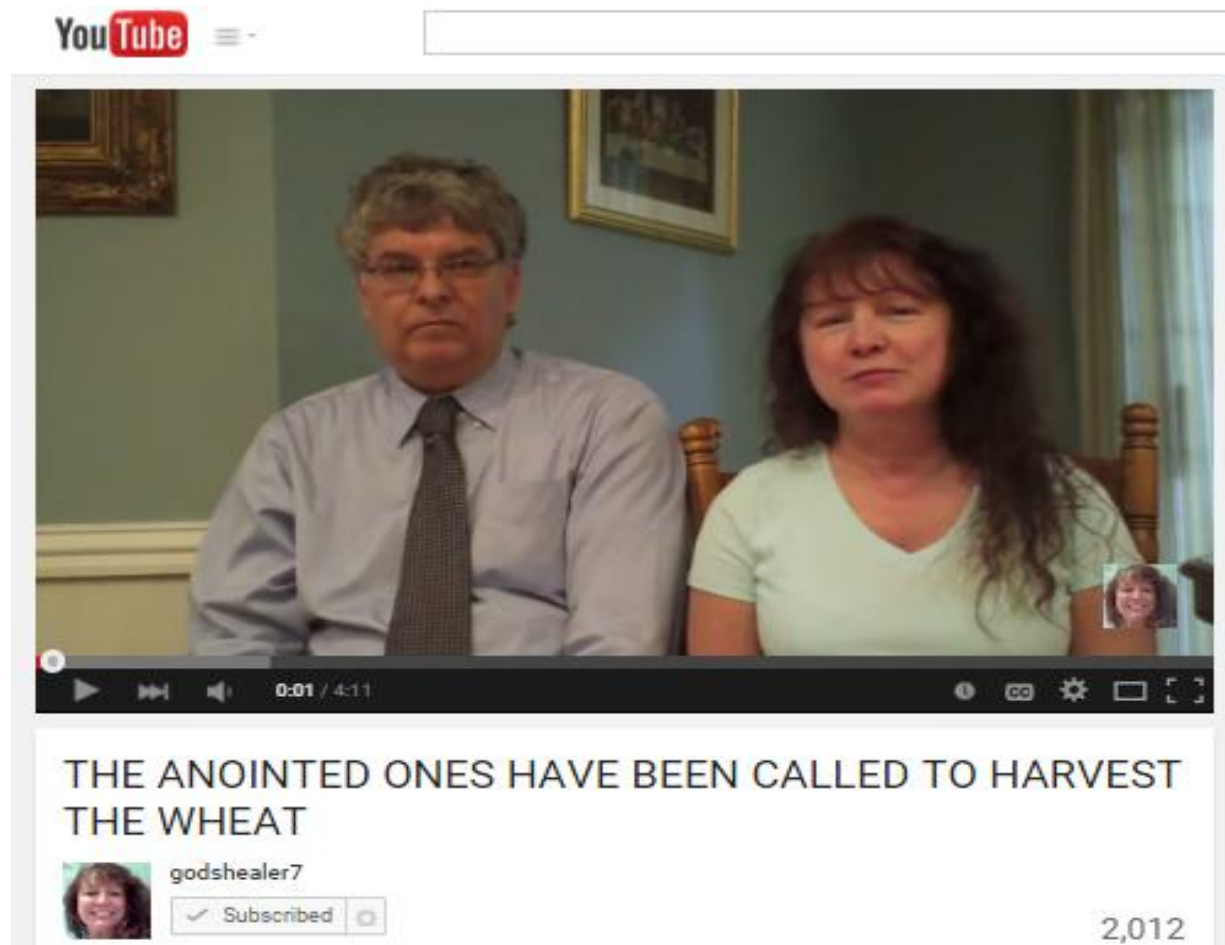 YouTube
0:01 / 4:11
CC
THE ANOINTED ONES HAVE BEEN CALLED TO HARVEST
THE WHEAT
godshealer7
Subscribed
2,012